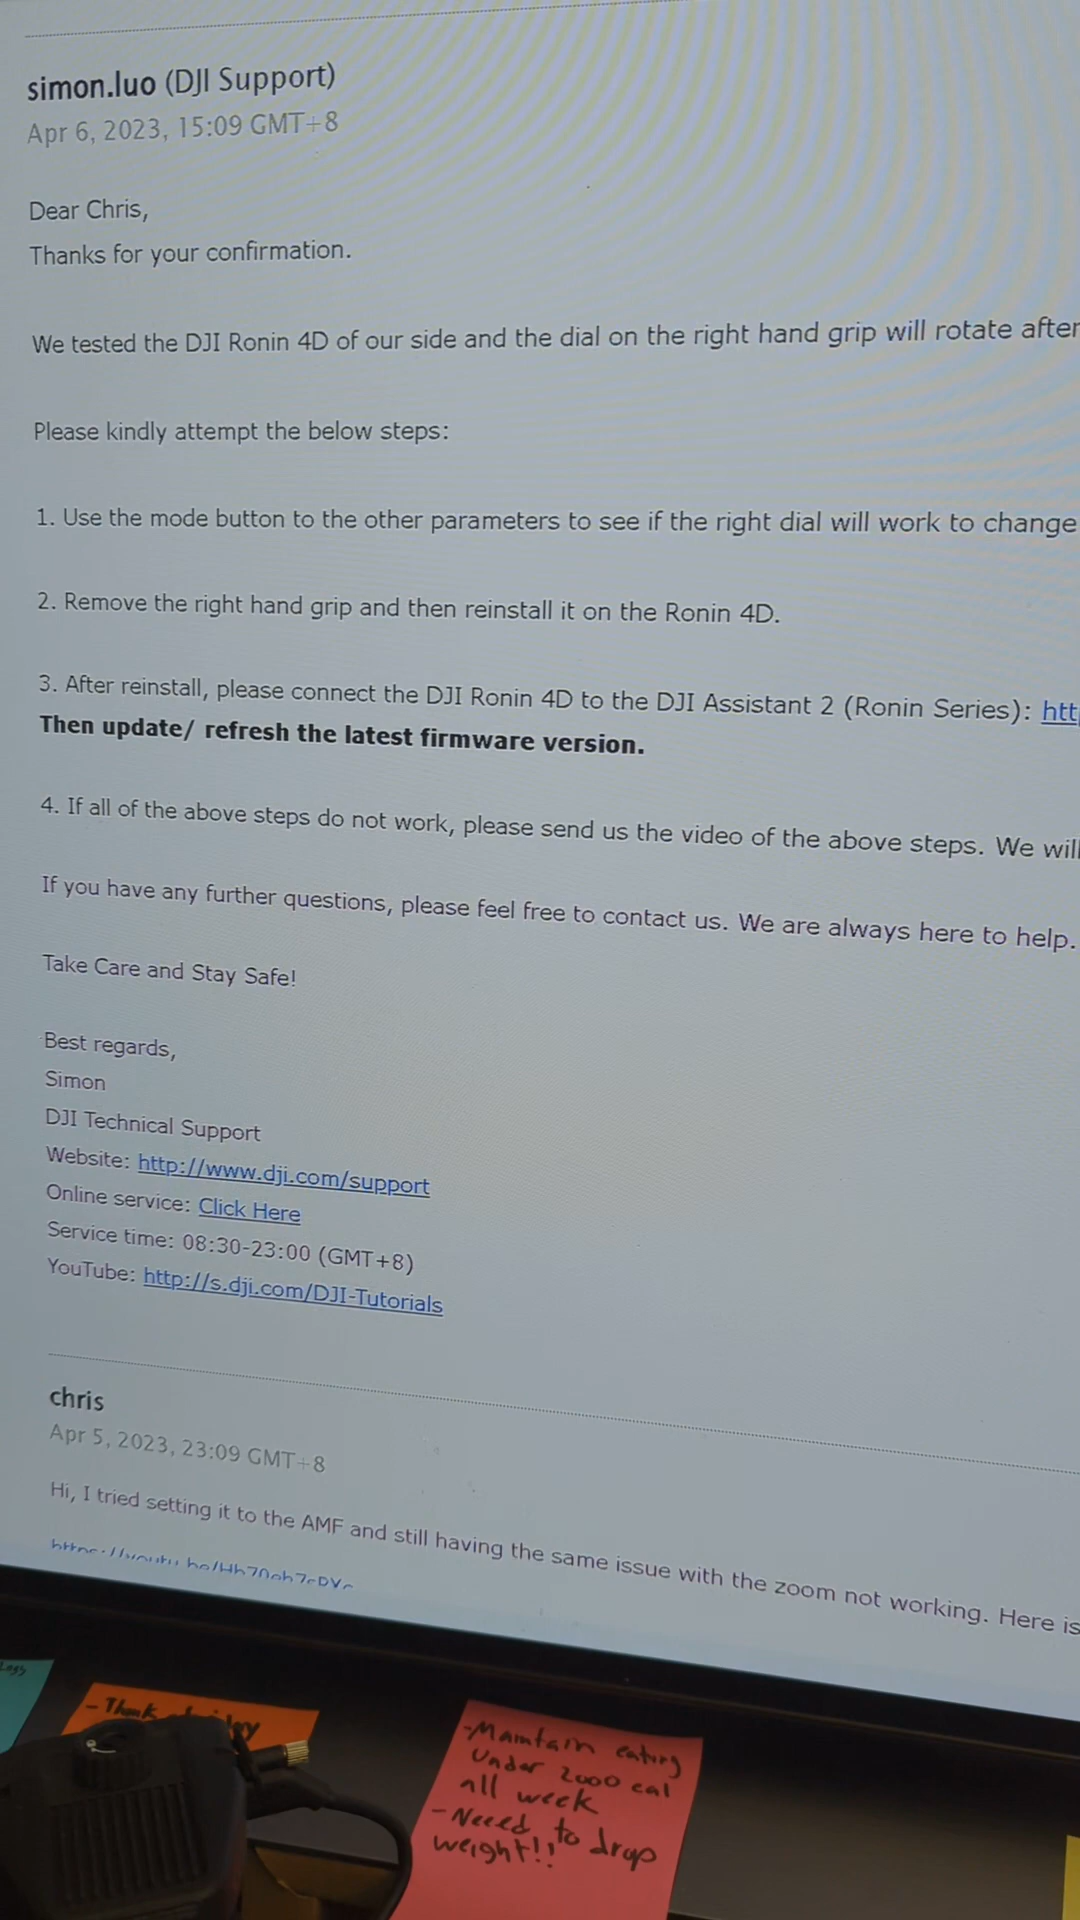 simon.luo (DJI Support)
Apr 6, 2023, 15:09 GMT+8
Dear Chris,
Thanks for your confirmation.
We tested the DJI Ronin 4D of our side and the dial on the right hand grip will rotate after
Please kindly attempt the below steps:
1. Use the mode button to the other parameters to see if the right dial will work to change
2. Remove the right hand grip and then reinstall it on the Ronin 4D.
3. After reinstall, please connect the DJI Ronin 4D to the DJI Assistant 2 (Ronin Series): htt
Then update/ refresh the latest firmware version.
4. If all of the above steps do not work, please send us the video of the above steps. We will
If you have any further questions, please feel free to contact us. We are always here to help.
Take Care and Stay Safe!
Best regards,
Simon
DJI Technical Support
Website: http://www.dji.com/support
Online service: Click Here
Service time: 08:30-23:00 (GMT+8)
YouTube: http://s.dji.com/DJI-Tutorials
chris
Apr 5, 2023, 23:09 GMT+8
Hi, I tried setting it to the AMF and still having the same issue with the zoom not working. Here is
- Thank
-Maintain eating
under 2000 cal
all week
- Neeed to drop
weight!!